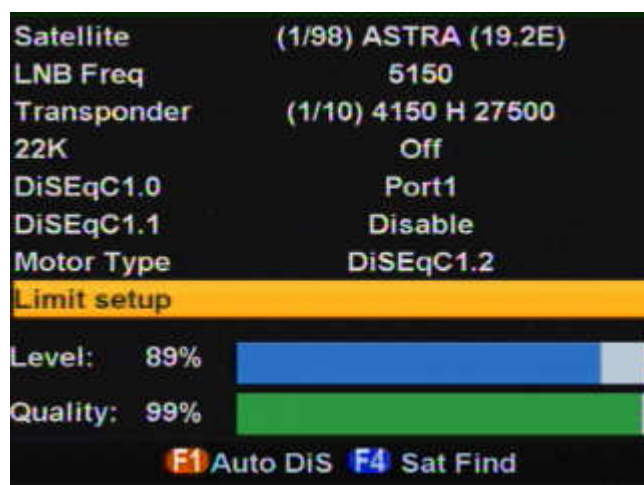 Satellite (1/98) ASTRA (19.2E)
LNB Freq 5150
Transponder (1/10) 4150 H 27500
22K Off
DiSEqC1.0 Port1
DiSEqC1.1 Disable
Motor Type DiSEqC1.2
Limit setup
Level: 89%
Quality: 99%
F1 Auto DiS F4 Sat Find